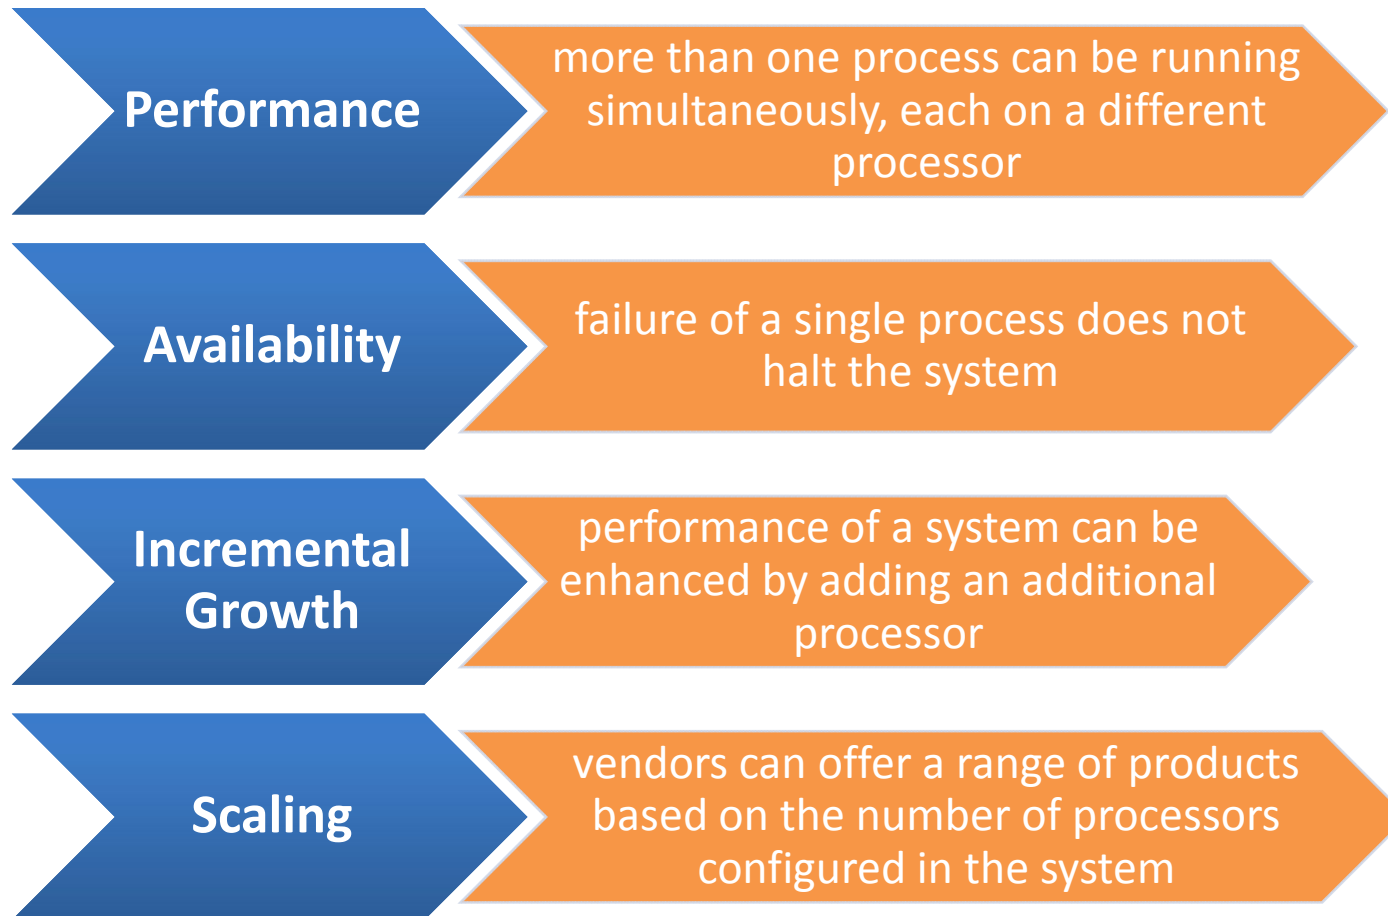 Performance
more than one process can be running
simultaneously, each on a different
processor
Availability
failure of a single process does not
halt the system
Incremental
Growth
performance of a system can be
enhanced by adding an additional
processor
Scaling
vendors can offer a range of products
based on the number of processors
configured in the system